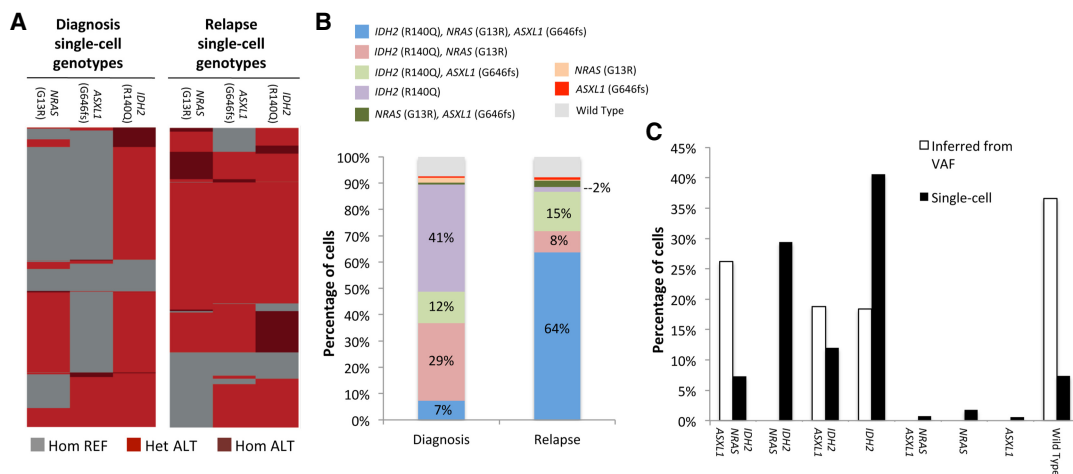 A
Diagnosis
single-cell
genotypes
Relapse
single-cell
genotypes
NRAS
(G13R)
ASXL1
(G646fs)
IDH2
(R140Q)
NRAS
(G13R)
ASXL1
(G646fs)
IDH2
(R140Q)
Hom REF
Het ALT
Hom ALT
B
IDH2 (R140Q), NRAS (G13R), ASXL1 (G646fs)
IDH2 (R140Q), NRAS (G13R)
IDH2 (R140Q), ASXL1 (G646fs)
IDH2 (R140Q)
NRAS (G13R), ASXL1 (G646fs)
NRAS (G13R)
ASXL1 (G646fs)
Wild Type
Percentage of cells
100%
90%
80%
70%
60%
50%
40%
30%
20%
10%
0%
41%
12%
29%
7%
--2%
15%
8%
64%
Diagnosis
Relapse
C
Inferred from
VAF
Single-cell
Percentage of cells
45%
40%
35%
30%
25%
20%
15%
10%
5%
0%
IDH2
NRAS
ASXL1
IDH2
NRAS
IDH2
ASXL1
IDH2
NRAS
ASXL1
NRAS
ASXL1
Wild Type